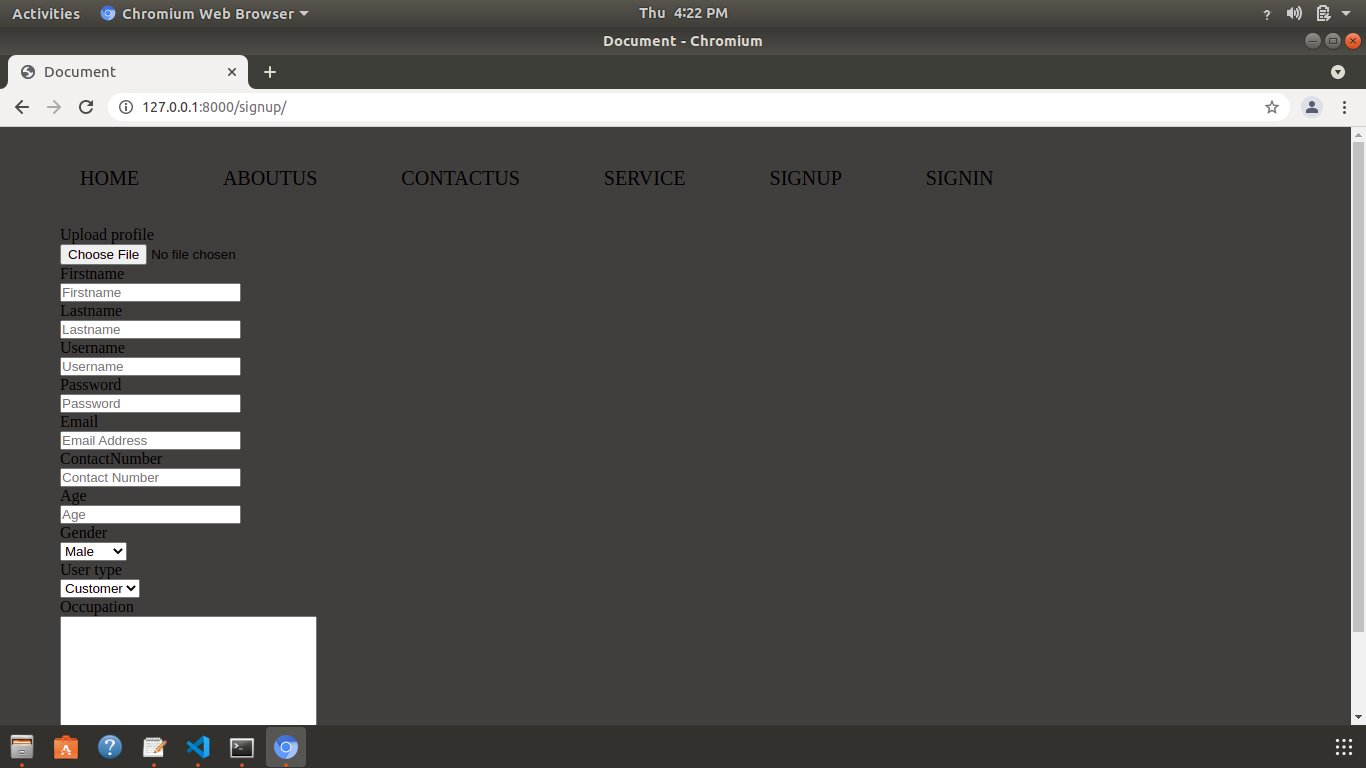 Activities Chromium Web Browser Thu 4:22 PM ?
Document - Chromium
Document
127.0.0.1:8000/signup/
HOME ABOUTUS CONTACTUS SERVICE SIGNUP SIGNIN
Upload profile
Choose File No file chosen
Firstname
Firstname
Lastname
Lastname
Username
Username
Password
Password
Email
Email Address
ContactNumber
Contact Number
Age
Age
Gender
Male
User type
Customer
Occupation